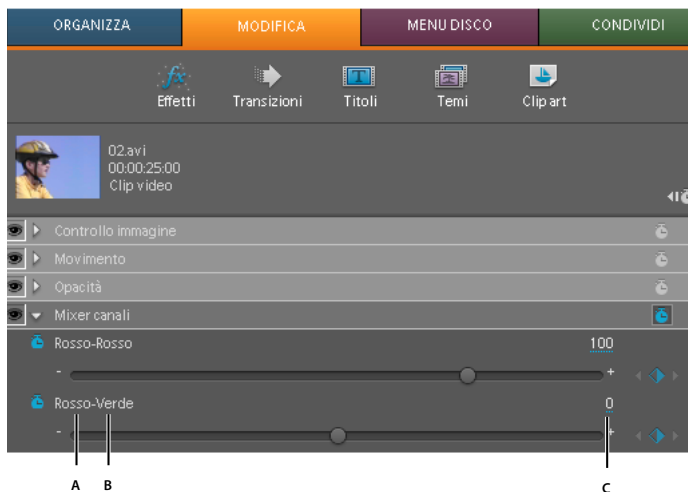 ORGANIZZA MODIFICA MENU DISCO CONDIVIDI
Effetti Transizioni Titoli Temi Clip art
02.avi
00:00:25:00
Clip video
Controllo immagine
Movimento
Opacità
Mixer canali
Rosso-Rosso 100
- +
Rosso-Verde 0
- +
A B C